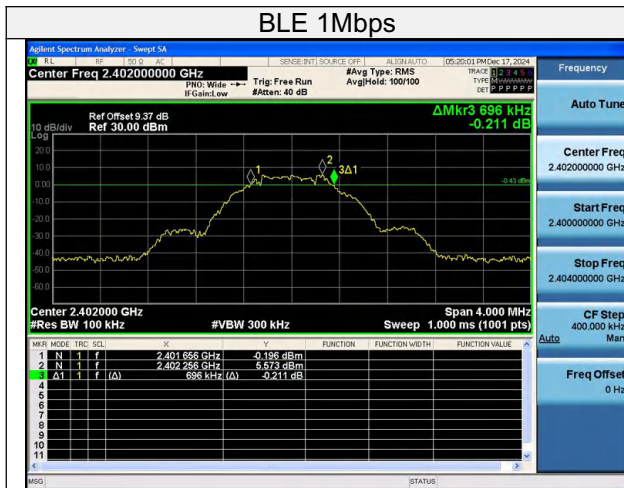 BLE 1Mbps
Agilent Spectrum Analyzer - Swept SA
RL RF 50 Ω AC SENSE:INT SOURCE OFF ALIGNAUTO 05:20:01 PM Dec 17, 2024
Center Freq 2.402000000 GHz
PNO: Wide
IFGain:Low
Trig: Free Run
#Atten: 40 dB
#Avg Type: RMS
Avg|Hold: 100/100
TRACE 1 2 3 4 5 6
TYPE M
DET P P P P P P
Frequency
Auto Tune
Center Freq
2.402000000 GHz
Start Freq
2.400000000 GHz
Stop Freq
2.404000000 GHz
CF Step
400.000 kHz
Auto Man
Freq Offset
0 Hz
ΔMkr3 696 kHz
-0.211 dB
Ref Offset 9.37 dB
10 dB/div Ref 30.00 dBm
Log
20.0
10.0
0.00
-10.0
-20.0
-30.0
-40.0
-50.0
-60.0
1
2
3Δ1
-0.43 dBm
Center 2.402000 GHz Span 4.000 MHz
#Res BW 100 kHz #VBW 300 kHz Sweep 1.000 ms (1001 pts)
MKR MODE TRC SCL X Y FUNCTION FUNCTION WIDTH FUNCTION VALUE
1 N 1 f 2.401 656 GHz -0.196 dBm
2 N 1 f 2.402 256 GHz 5.573 dBm
3 Δ1 1 f (Δ) 696 kHz (Δ) -0.211 dB
4
5
6
7
8
9
10
11
MSG STATUS